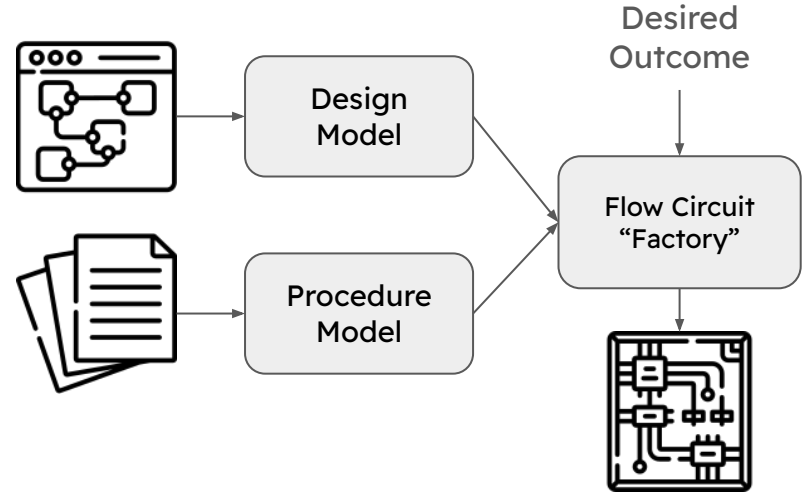 Desired
Outcome
Design
Model
Flow Circuit
“Factory”
Procedure
Model